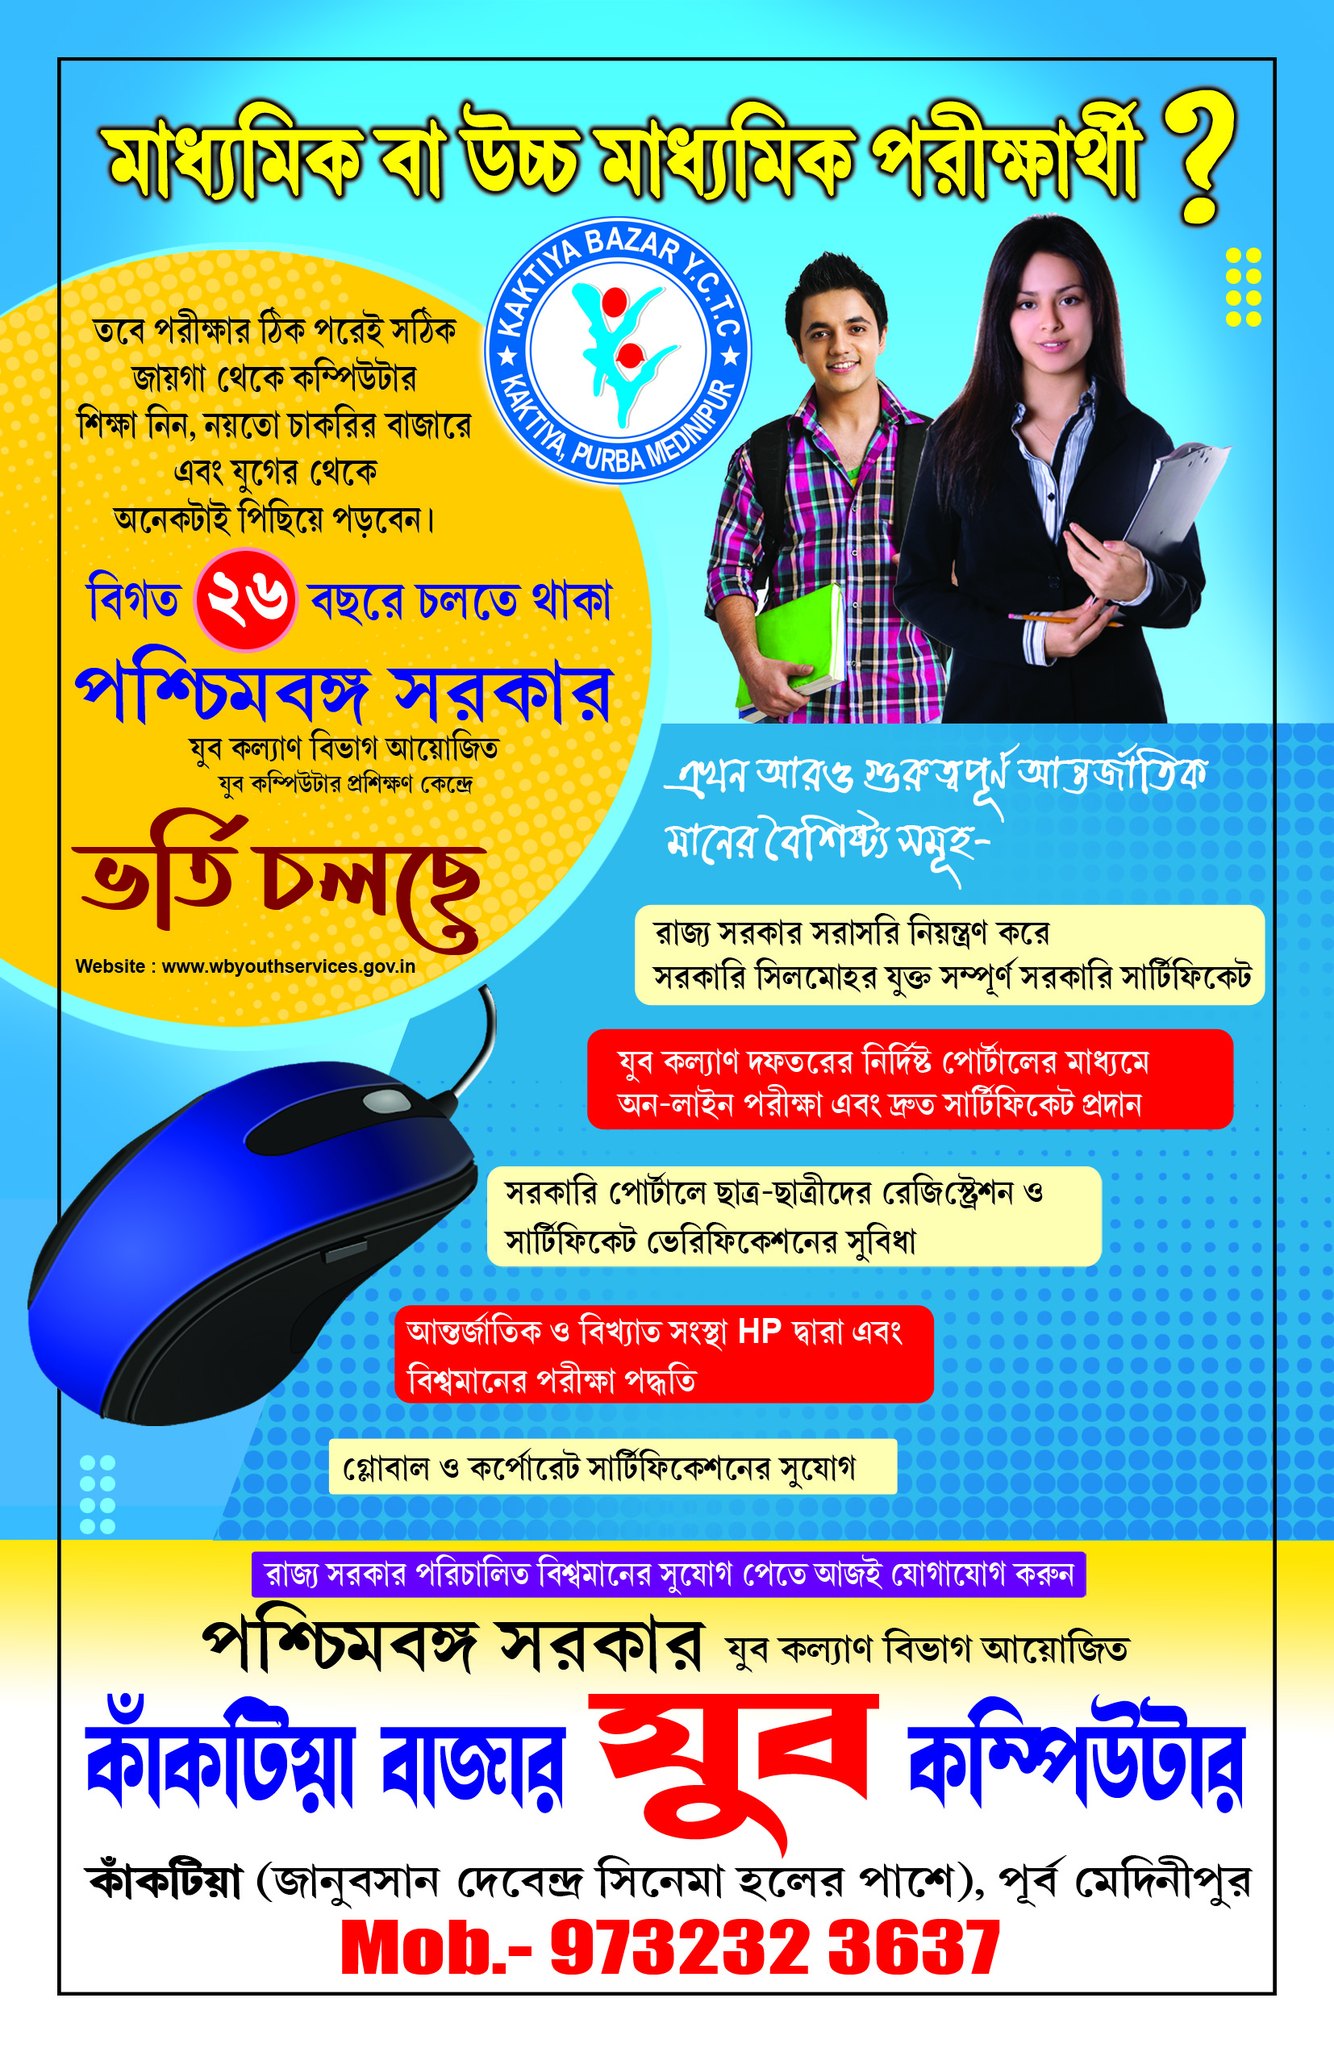 মাধ্যমিক বা উচ্চ মাধ্যমিক পরীক্ষার্থী ?
KAKTIYA BAZAR Y.C.T.C
KAKTIYA, PURBA MEDINIPUR
তবে পরীক্ষার ঠিক পরেই সঠিক
জায়গা থেকে কম্পিউটার
শিক্ষা নিন, নয়তো চাকরির বাজারে
এবং যুগের থেকে
অনেকটাই পিছিয়ে পড়বেন।
বিগত ২৬ বছরে চলতে থাকা
পশ্চিমবঙ্গ সরকার
যুব কল্যাণ বিভাগ আয়োজিত
যুব কম্পিউটার প্রশিক্ষণ কেন্দ্রে
ভর্তি চলছে
Website : www.wbyouthservices.gov.in
এখন আরও গুরুত্বপূর্ণ আন্তর্জাতিক
মানের বৈশিষ্ট্য সমূহ-
রাজ্য সরকার সরাসরি নিয়ন্ত্রণ করে
সরকারি সিলমোহর যুক্ত সম্পূর্ণ সরকারি সার্টিফিকেট
যুব কল্যাণ দফতরের নির্দিষ্ট পোর্টালের মাধ্যমে
অন-লাইন পরীক্ষা এবং দ্রুত সার্টিফিকেট প্রদান
সরকারি পোর্টালে ছাত্র-ছাত্রীদের রেজিস্ট্রেশন ও
সার্টিফিকেট ভেরিফিকেশনের সুবিধা
আন্তর্জাতিক ও বিখ্যাত সংস্থা HP দ্বারা এবং
বিশ্বমানের পরীক্ষা পদ্ধতি
গ্লোবাল ও কর্পোরেট সার্টিফিকেশনের সুযোগ
রাজ্য সরকার পরিচালিত বিশ্বমানের সুযোগ পেতে আজই যোগাযোগ করুন
পশ্চিমবঙ্গ সরকার যুব কল্যাণ বিভাগ আয়োজিত
কাঁকটিয়া বাজার যুব কম্পিউটার
কাঁকটিয়া (জানুবসান দেবেন্দ্র সিনেমা হলের পাশে), পূর্ব মেদিনীপুর
Mob.- 973232 3637